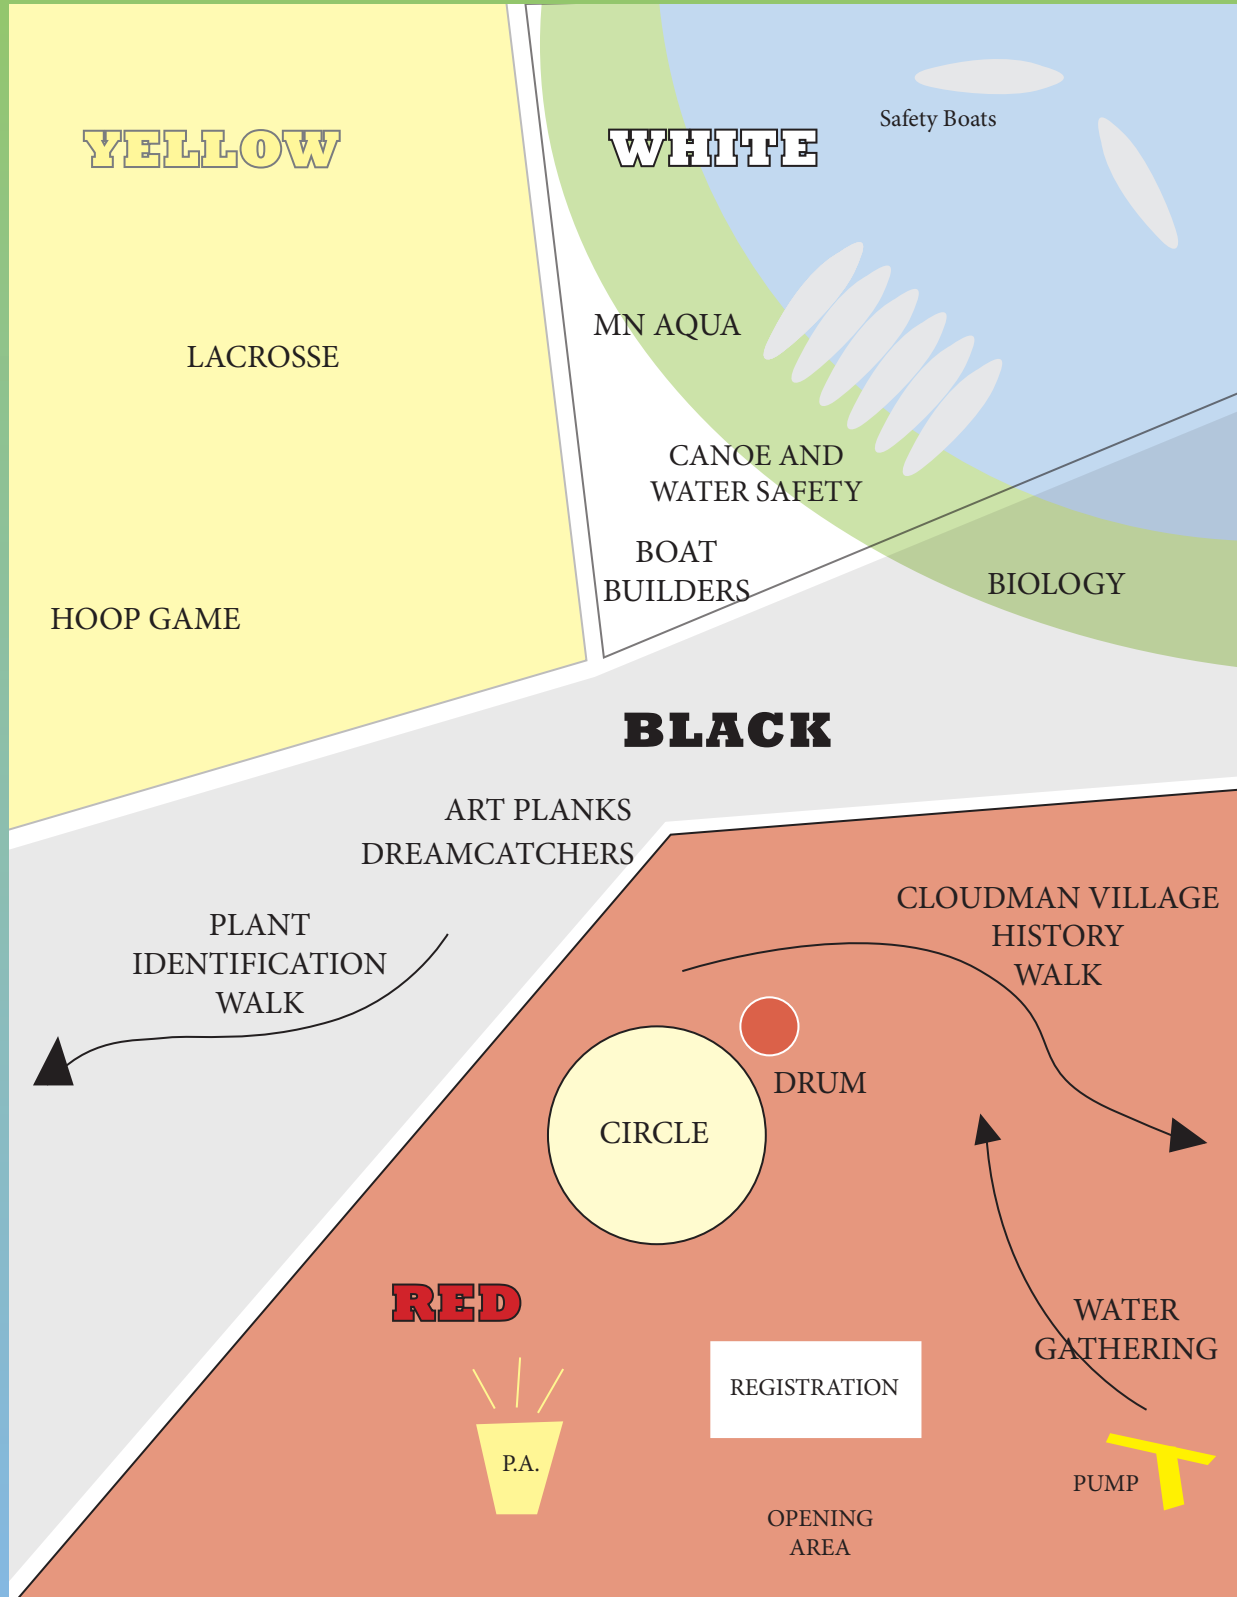 YELLOW
WHITE
Safety Boats
LACROSSE
MN AQUA
CANOE AND
WATER SAFETY
BOAT
BUILDERS
BIOLOGY
HOOP GAME
BLACK
ART PLANKS
DREAMCATCHERS
PLANT
IDENTIFICATION
WALK
CLOUDMAN VILLAGE
HISTORY
WALK
DRUM
CIRCLE
RED
WATER
GATHERING
REGISTRATION
P.A.
PUMP
OPENING
AREA